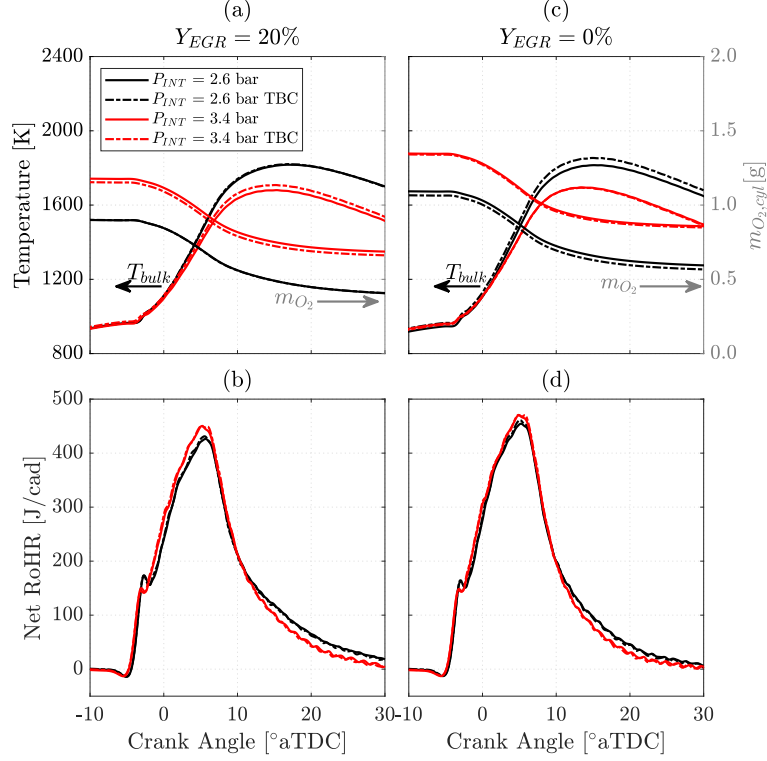 (a)
Y_EGR = 20%
P_INT = 2.6 bar
P_INT = 2.6 bar TBC
P_INT = 3.4 bar
P_INT = 3.4 bar TBC
Temperature [K]
2400
2000
1600
1200
800
T_bulk
m_O2
(c)
Y_EGR = 0%
2.0
1.5
1.0
0.5
0.0
m_O2,cyl [g]
T_bulk
m_O2
(b)
Net RoHR [J/cad]
500
400
300
200
100
0
-10 0 10 20 30
Crank Angle [°aTDC]
(d)
-10 0 10 20 30
Crank Angle [°aTDC]